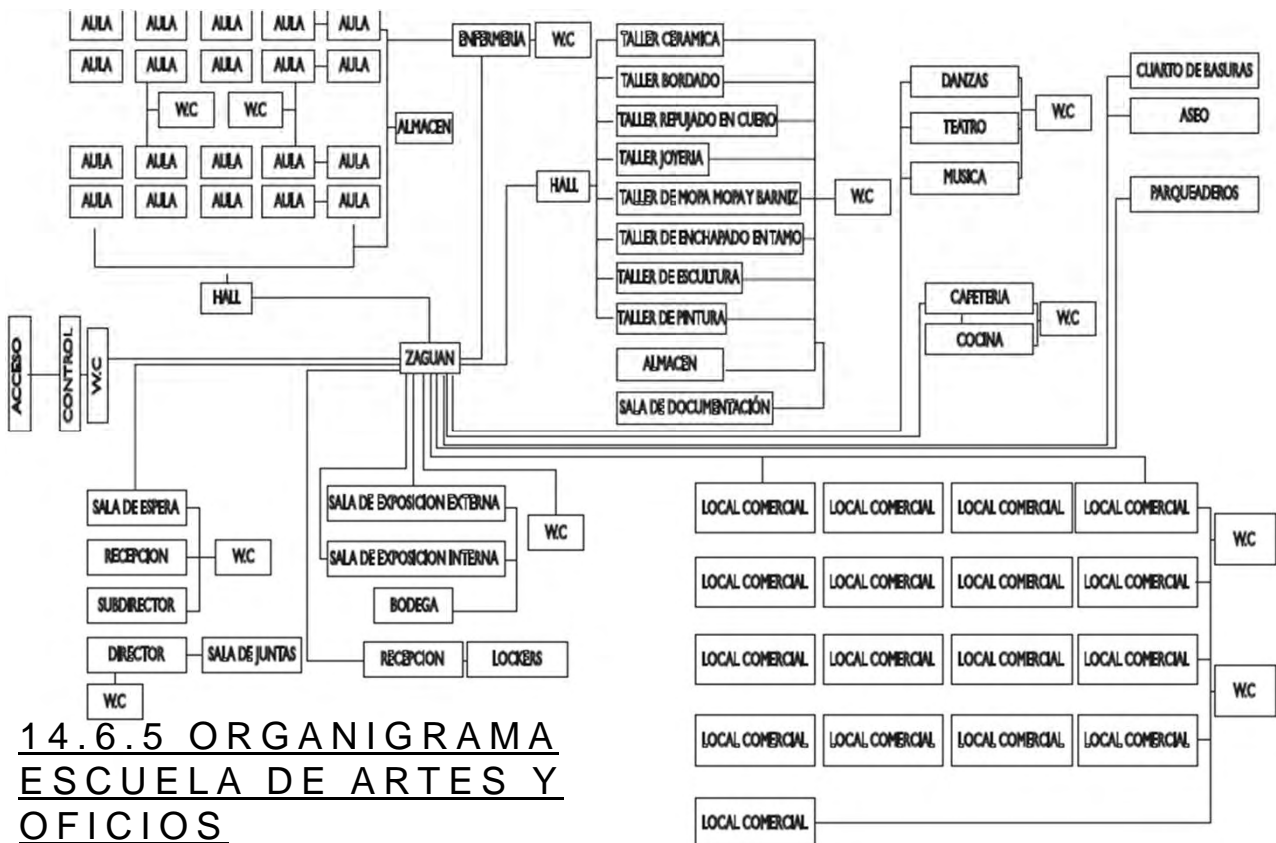 AULA AULA AULA AULA AULA
AULA AULA AULA AULA AULA
W.C W.C
AULA AULA AULA AULA AULA
AULA AULA AULA AULA AULA
ALMACEN
HALL
ENFERMERIA W.C
HALL
TALLER CERAMICA
TALLER BORDADO
TALLER REPUJADO EN CUERO
TALLER JOYERIA
TALLER DE MOPA MOPA Y BARNIZ
TALLER DE ENCHAPADO EN TAMO
TALLER DE ESCULTURA
TALLER DE PINTURA
ALMACEN
SALA DE DOCUMENTACIÓN
W.C
DANZAS
TEATRO
MUSICA
W.C
CAFETERIA
COCINA
W.C
CUARTO DE BASURAS
ASEO
PARQUEADEROS
ACCESO
CONTROL
W.C
ZAGUAN
SALA DE ESPERA
RECEPCION
SUBDIRECTOR
W.C
DIRECTOR SALA DE JUNTAS
W.C
SALA DE EXPOSICION EXTERNA
SALA DE EXPOSICION INTERNA
BODEGA
W.C
RECEPCION LOCKERS
LOCAL COMERCIAL LOCAL COMERCIAL LOCAL COMERCIAL LOCAL COMERCIAL
W.C
LOCAL COMERCIAL LOCAL COMERCIAL LOCAL COMERCIAL LOCAL COMERCIAL
LOCAL COMERCIAL LOCAL COMERCIAL LOCAL COMERCIAL LOCAL COMERCIAL
W.C
LOCAL COMERCIAL LOCAL COMERCIAL LOCAL COMERCIAL LOCAL COMERCIAL
LOCAL COMERCIAL
14.6.5 ORGANIGRAMA
ESCUELA DE ARTES Y
OFICIOS